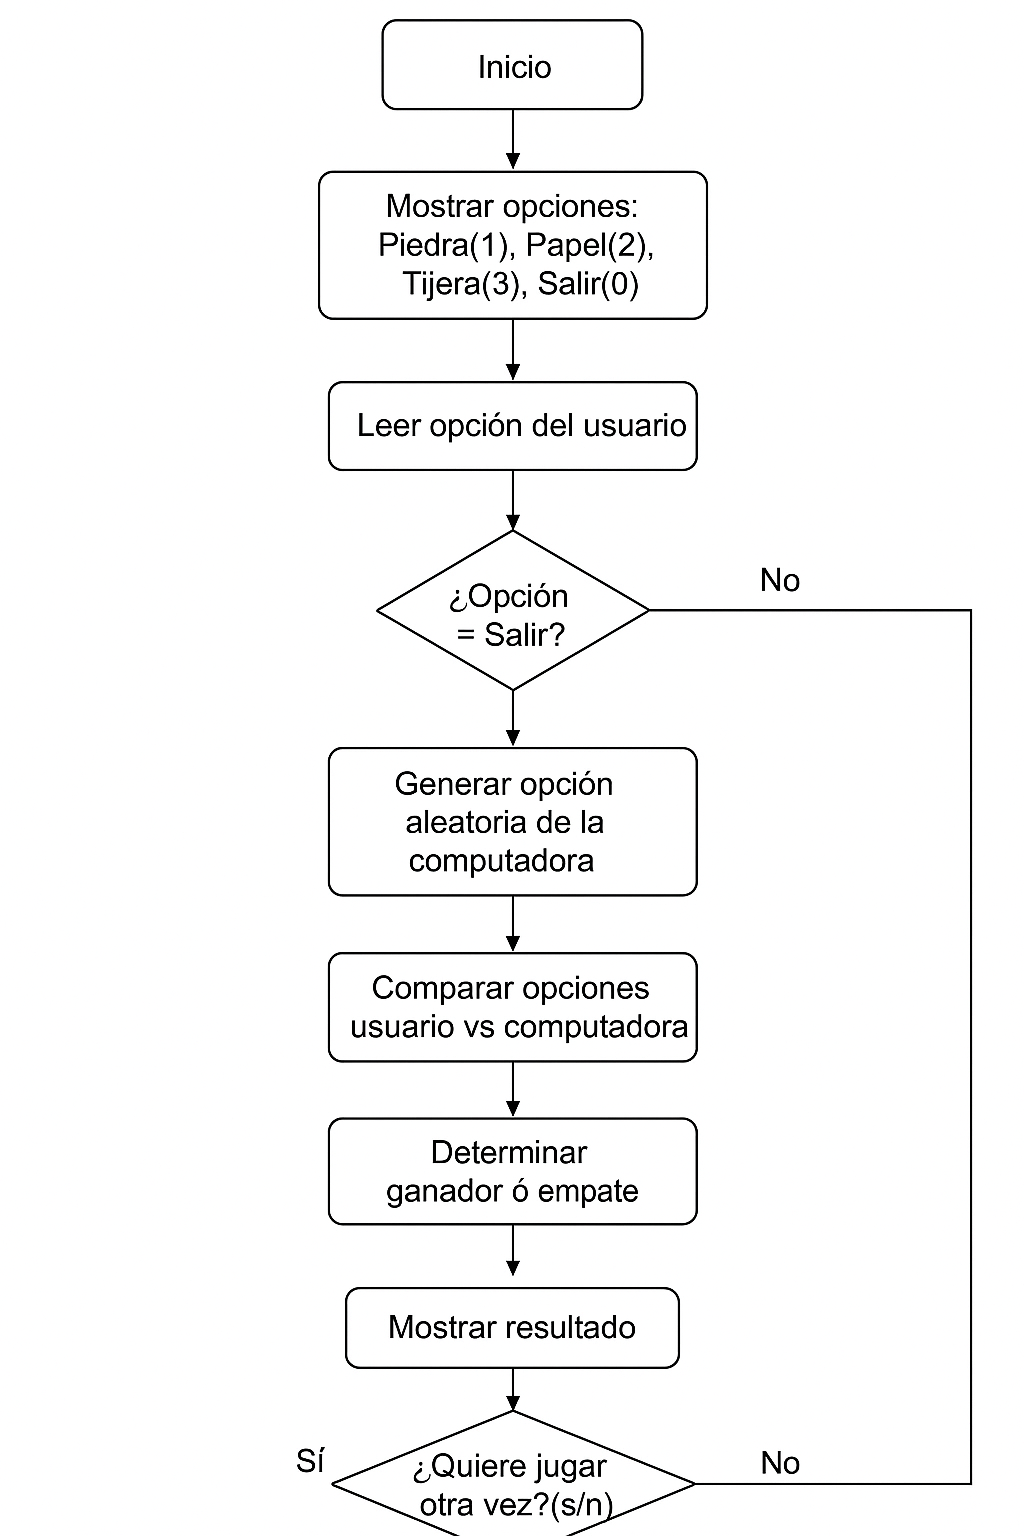 Inicio
Mostrar opciones:
Piedra(1), Papel(2),
Tijera(3), Salir(0)
Leer opción del usuario
¿Opción
= Salir?
No
Generar opción
aleatoria de la
computadora
Comparar opciones
usuario vs computadora
Determinar
ganador ó empate
Mostrar resultado
Sí
¿Quiere jugar
otra vez?(s/n)
No